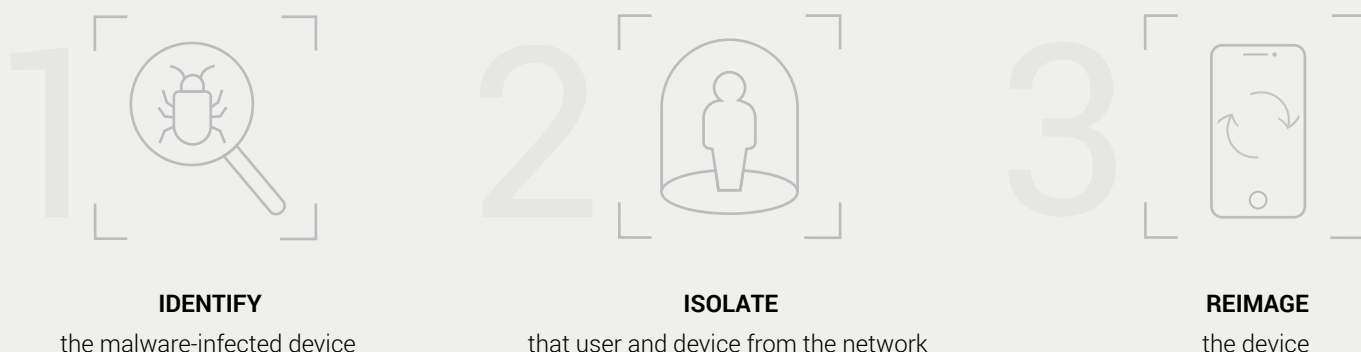 1
IDENTIFY
the malware-infected device
2
ISOLATE
that user and device from the network
3
REIMAGE
the device